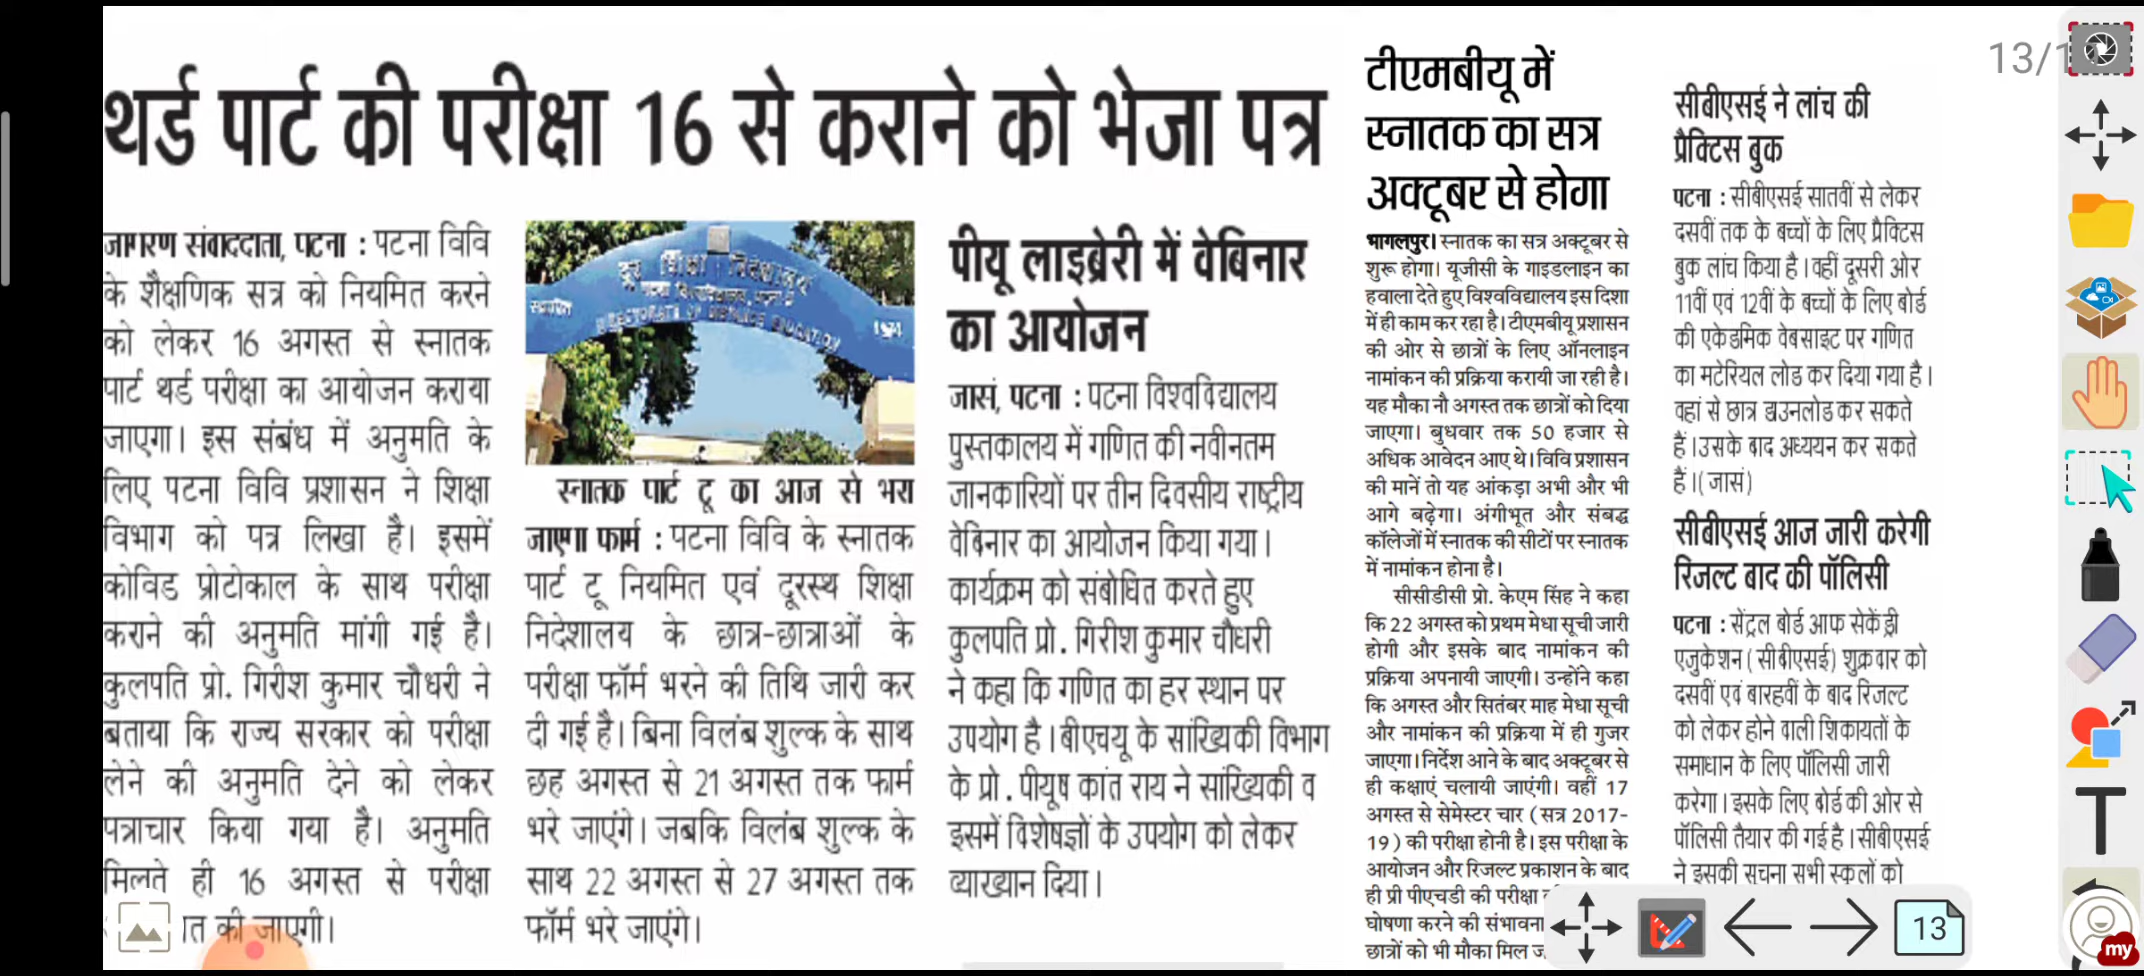 थर्ड पार्ट की परीक्षा 16 से कराने को भेजा पत्र
जागरण संवाददाता, पटना : पटना विवि
के शैक्षणिक सत्र को नियमित करने
को लेकर 16 अगस्त से स्नातक
पार्ट थर्ड परीक्षा का आयोजन कराया
जाएगा। इस संबंध में अनुमति के
लिए पटना विवि प्रशासन ने शिक्षा
विभाग को पत्र लिखा है। इसमें
कोविड प्रोटोकाल के साथ परीक्षा
कराने की अनुमति मांगी गई है।
कुलपति प्रो. गिरीश कुमार चौधरी ने
बताया कि राज्य सरकार को परीक्षा
लेने की अनुमति देने को लेकर
पत्राचार किया गया है। अनुमति
मिलते ही 16 अगस्त से परीक्षा
की जाएगी।
दूर शिक्षा
स्थापित
DIRECTORATE OF DISTANCE EDUCATION
स्नातक पार्ट टू का आज से भरा
जाएगा फार्म : पटना विवि के स्नातक
पार्ट टू नियमित एवं दूरस्थ शिक्षा
निदेशालय के छात्र-छात्राओं के
परीक्षा फॉर्म भरने की तिथि जारी कर
दी गई है। बिना विलंब शुल्क के साथ
छह अगस्त से 21 अगस्त तक फार्म
भरे जाएंगे। जबकि विलंब शुल्क के
साथ 22 अगस्त से 27 अगस्त तक
फॉर्म भरे जाएंगे।
पीयू लाइब्रेरी में वेबिनार
का आयोजन
जासं, पटना : पटना विश्वविद्यालय
पुस्तकालय में गणित की नवीनतम
जानकारियों पर तीन दिवसीय राष्ट्रीय
वेबिनार का आयोजन किया गया।
कार्यक्रम को संबोधित करते हुए
कुलपति प्रो. गिरीश कुमार चौधरी
ने कहा कि गणित का हर स्थान पर
उपयोग है। बीएचयू के सांख्यिकी विभाग
के प्रो. पीयूष कांत राय ने सांख्यिकी व
इसमें विशेषज्ञों के उपयोग को लेकर
व्याख्यान दिया।
टीएमबीयू में
स्नातक का सत्र
अक्टूबर से होगा
भागलपुर। स्नातक का सत्र अक्टूबर से
शुरू होगा। यूजीसी के गाइडलाइन का
हवाला देते हुए विश्वविद्यालय इस दिशा
में ही काम कर रहा है। टीएमबीयू प्रशासन
की ओर से छात्रों के लिए ऑनलाइन
नामांकन की प्रक्रिया करायी जा रही है।
यह मौका नौ अगस्त तक छात्रों को दिया
जाएगा। बुधवार तक 50 हजार से
अधिक आवेदन आए थे। विवि प्रशासन
की मानें तो यह आंकड़ा अभी और भी
आगे बढ़ेगा। अंगीभूत और संबद्ध
कॉलेजों में स्नातक की सीटों पर स्नातक
में नामांकन होना है।
सीसीडीसी प्रो. केएम सिंह ने कहा
कि 22 अगस्त को प्रथम मेधा सूची जारी
होगी और इसके बाद नामांकन की
प्रक्रिया अपनायी जाएगी। उन्होंने कहा
कि अगस्त और सितंबर माह मेधा सूची
और नामांकन की प्रक्रिया में ही गुजर
जाएगा। निर्देश आने के बाद अक्टूबर से
ही कक्षाएं चलायी जाएंगी। वहीं 17
अगस्त से सेमेस्टर चार (सत्र 2017-
19) की परीक्षा होनी है। इस परीक्षा के
आयोजन और रिजल्ट प्रकाशन के बाद
ही प्री पीएचडी की परीक्षा
घोषणा करने की संभावना
छात्रों को भी मौका मिल
13/1
सीबीएसई ने लांच की
प्रैक्टिस बुक
पटना : सीबीएसई सातवीं से लेकर
दसवीं तक के बच्चों के लिए प्रैक्टिस
बुक लांच किया है। वहीं दूसरी ओर
11वीं एवं 12वीं के बच्चों के लिए बोर्ड
की एकेडमिक वेबसाइट पर गणित
का मटेरियल लोड कर दिया गया है।
वहां से छात्र डाउनलोड कर सकते
हैं। उसके बाद अध्ययन कर सकते
हैं। (जासं)
सीबीएसई आज जारी करेगी
रिजल्ट बाद की पॉलिसी
पटना : सेंट्रल बोर्ड आफ सेकेंड्री
एजुकेशन (सीबीएसई) शुक्रवार को
दसवीं एवं बारहवीं के बाद रिजल्ट
को लेकर होने वाली शिकायतों के
समाधान के लिए पॉलिसी जारी
करेगा। इसके लिए बोर्ड की ओर से
पॉलिसी तैयार की गई है। सीबीएसई
ने इसकी सूचना सभी स्कूलों को
13
my